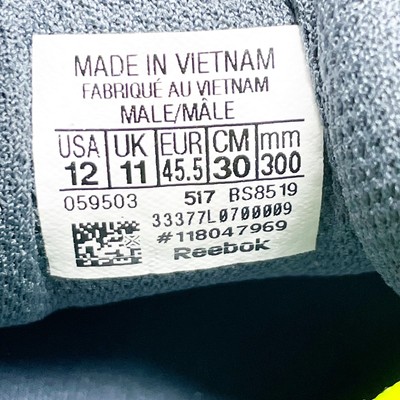 MADE IN VIETNAM
FABRIQUÉ AU VIETNAM
MALE/MÂLE
USA UK EUR CM mm
12 11 45.5 30 300
059503 517 BS8519
33377L0700009
#118047969
Reebok